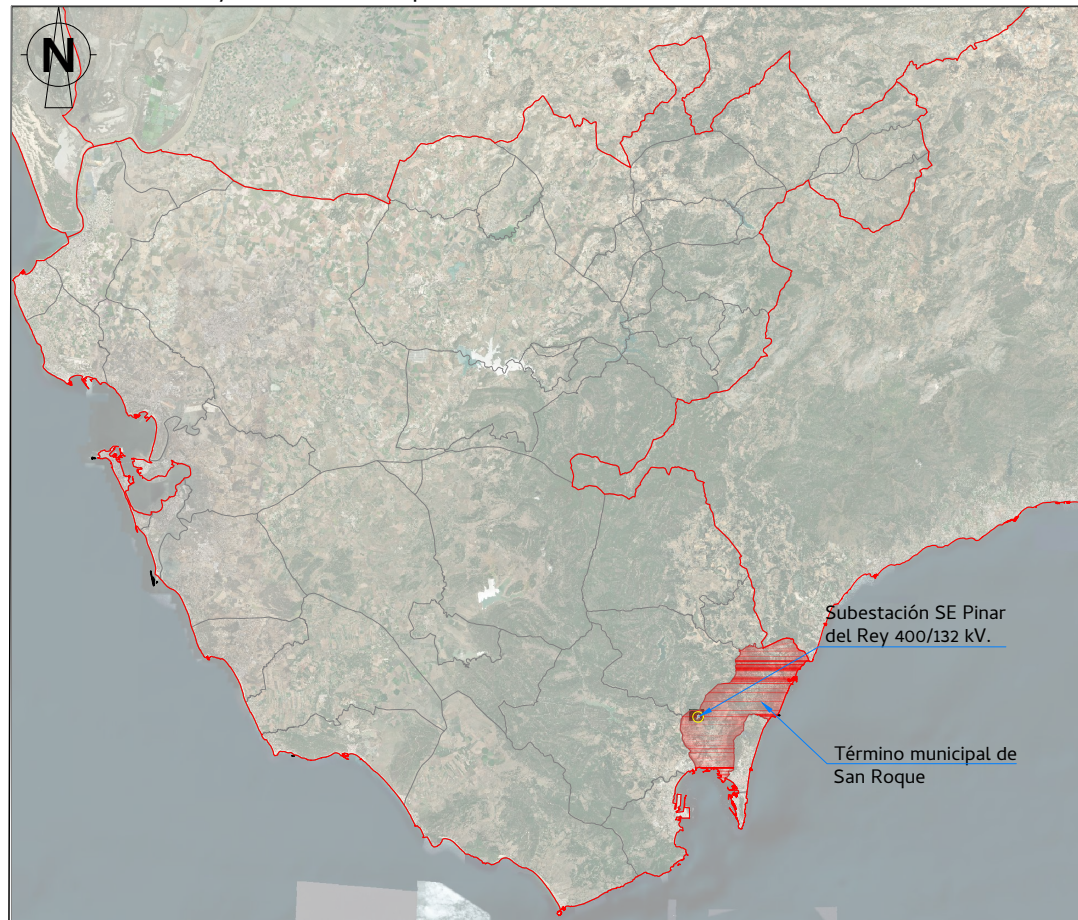 N
Subestación SE Pinar
del Rey 400/132 kV.
Término municipal de
San Roque